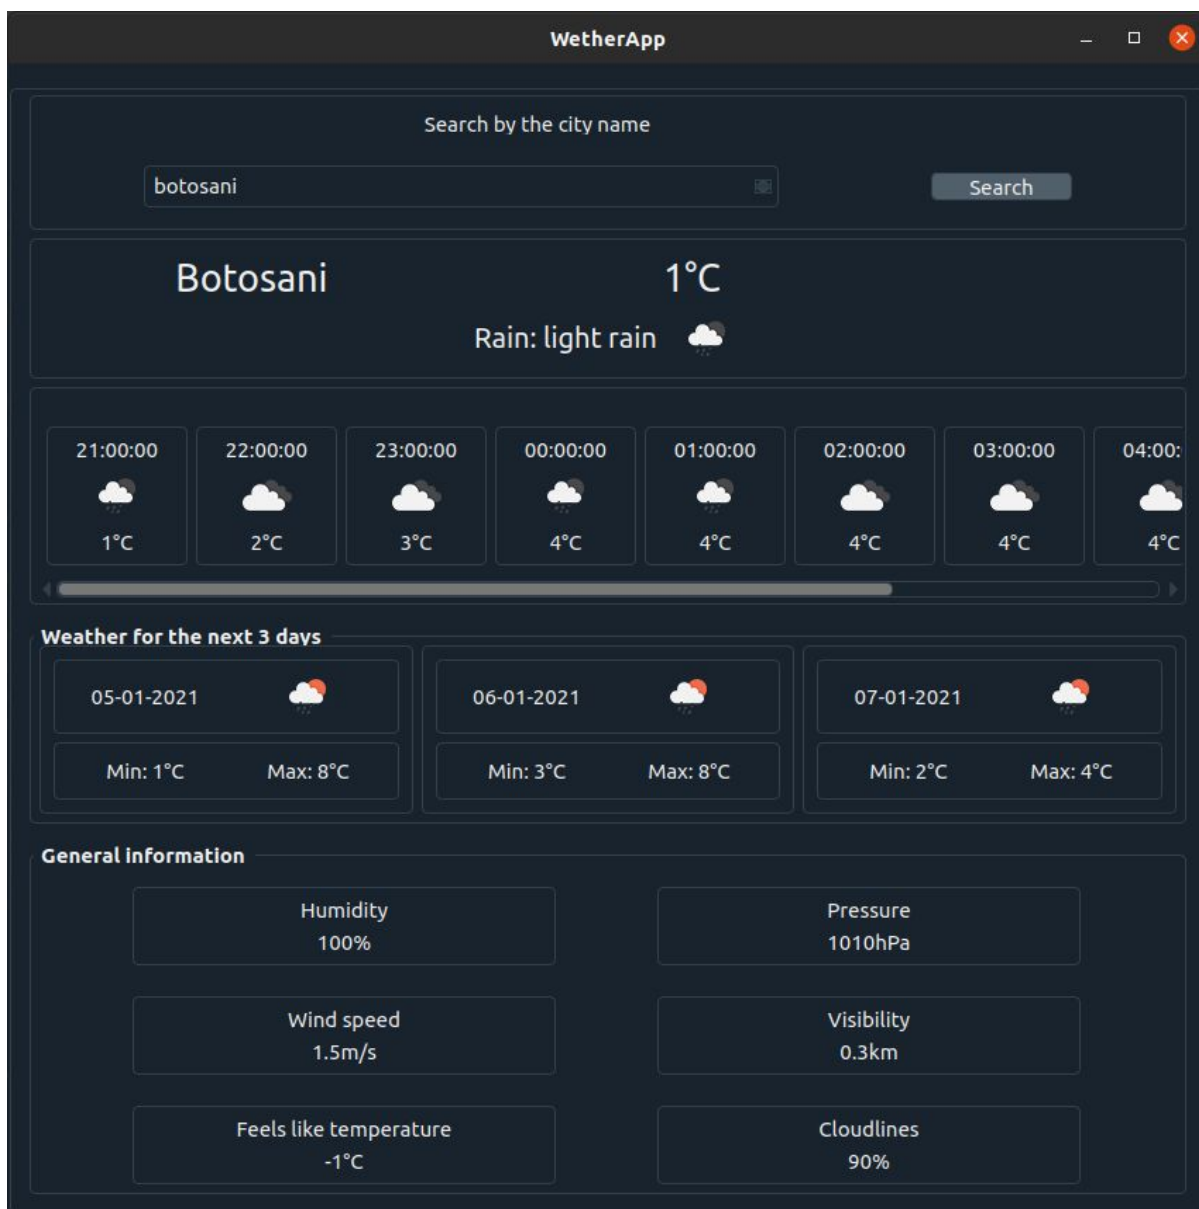 WetherApp
Search by the city name
botosani Search
Botosani 1°C
Rain: light rain
21:00:00 22:00:00 23:00:00 00:00:00 01:00:00 02:00:00 03:00:00 04:00:
1°C 2°C 3°C 4°C 4°C 4°C 4°C 4°C
Weather for the next 3 days
05-01-2021 06-01-2021 07-01-2021
Min: 1°C Max: 8°C Min: 3°C Max: 8°C Min: 2°C Max: 4°C
General information
Humidity Pressure
100% 1010hPa
Wind speed Visibility
1.5m/s 0.3km
Feels like temperature Cloudlines
-1°C 90%